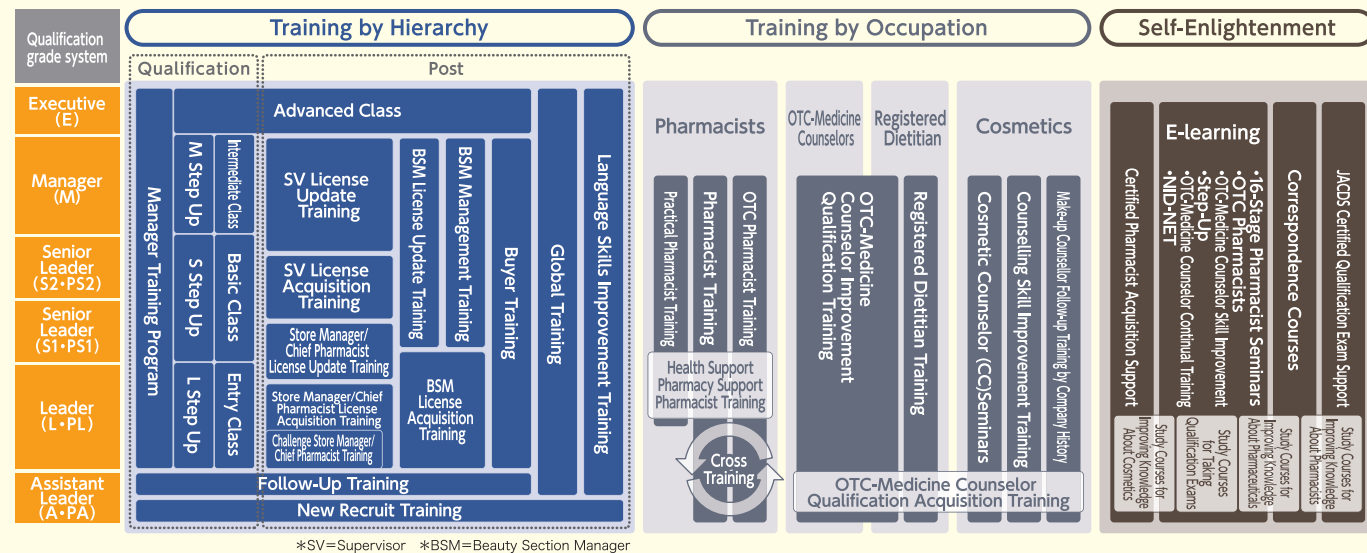 Qualification
grade system
Executive
(E)
Manager
(M)
Senior
Leader
(S2・PS2)
Senior
Leader
(S1・PS1)
Leader
(L・PL)
Assistant
Leader
(A・PA)
Training by Hierarchy
Qualification
Post
Manager Training Program
Advanced Class
M Step Up
Intermediate Class
S Step Up
Basic Class
L Step Up
Entry Class
SV License
Update
Training
SV License
Acquisition
Training
Store Manager/
Chief Pharmacist
License Update Training
Store Manager/Chief
Pharmacist License
Acquisition Training
Challenge Store Manager/
Chief Pharmacist Training
BSM License Update Training
BSM Management Training
BSM
License
Acquisition
Training
Buyer Training
Global Training
Language Skills Improvement Training
Follow-Up Training
New Recruit Training
Training by Occupation
Pharmacists
Practical Pharmacist Training
Pharmacist Training
OTC Pharmacist Training
Health Support
Pharmacy Support
Pharmacist Training
Cross
Training
OTC-Medicine
Counselors
Registered
Dietitian
OTC-Medicine
Counselor Improvement
Qualification Training
Registered Dietitian Training
Cosmetics
Cosmetic Counselor (CC)Seminars
Counselling Skill Improvement Training
Make-up Counsellor Follow-up Training by Company History
OTC-Medicine Counselor
Qualification Acquisition Training
Self-Enlightenment
Certified Pharmacist Acquisition Support
E-learning
•16-Stage Pharmacist Seminars
•OTC Pharmacists
•OTC-Medicine Counselor Skill Improvement
Step-Up
•OTC-Medicine Counselor Continual Training
•NID-NET
Correspondence Courses
JACDS Certified Qualification Exam Support
Study Courses for
Improving Knowledge
About Cosmetics
Study Courses
for Taking
Qualification Exams
Study Courses for
Improving Knowledge
About Pharmaceuticals
Study Courses for
Improving Knowledge
About Pharmacists
＊SV=Supervisor ＊BSM=Beauty Section Manager